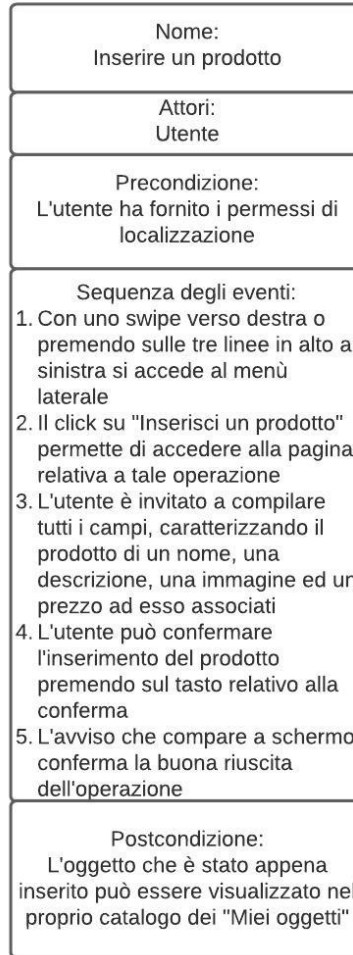 Nome:
Inserire un prodotto
Attori:
Utente
Precondizione:
L'utente ha fornito i permessi di
localizzazione
Sequenza degli eventi:
1. Con uno swipe verso destra o
premendo sulle tre linee in alto a
sinistra si accede al menù
laterale
2. Il click su "Inserisci un prodotto"
permette di accedere alla pagina
relativa a tale operazione
3. L'utente è invitato a compilare
tutti i campi, caratterizzando il
prodotto di un nome, una
descrizione, una immagine ed un
prezzo ad esso associati
4. L'utente può confermare
l'inserimento del prodotto
premendo sul tasto relativo alla
conferma
5. L'avviso che compare a schermo
conferma la buona riuscita
dell'operazione
Postcondizione:
L'oggetto che è stato appena
inserito può essere visualizzato nel
proprio catalogo dei "Miei oggetti"